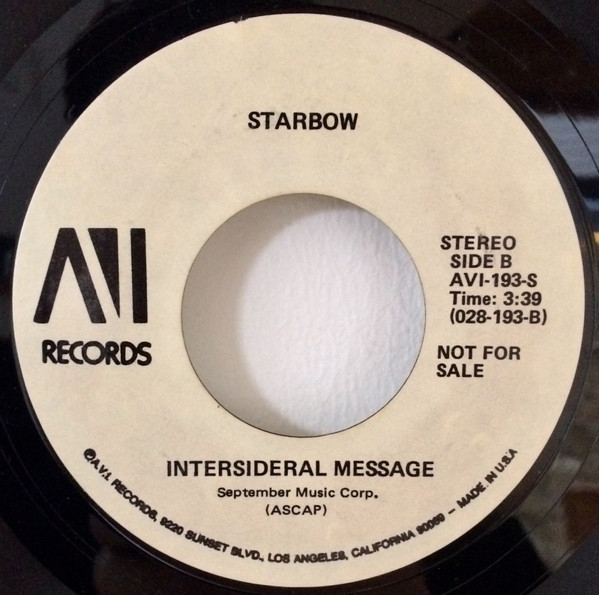 STARBOW
AVI
RECORDS
STEREO
SIDE B
AVI-193-S
Time: 3:39
(028-193-B)
NOT FOR
SALE
INTERSIDERAL MESSAGE
September Music Corp.
(ASCAP)
℗A.V.I. RECORDS, 9220 SUNSET BLVD., LOS ANGELES, CALIFORNIA 90069 – MADE IN U.S.A